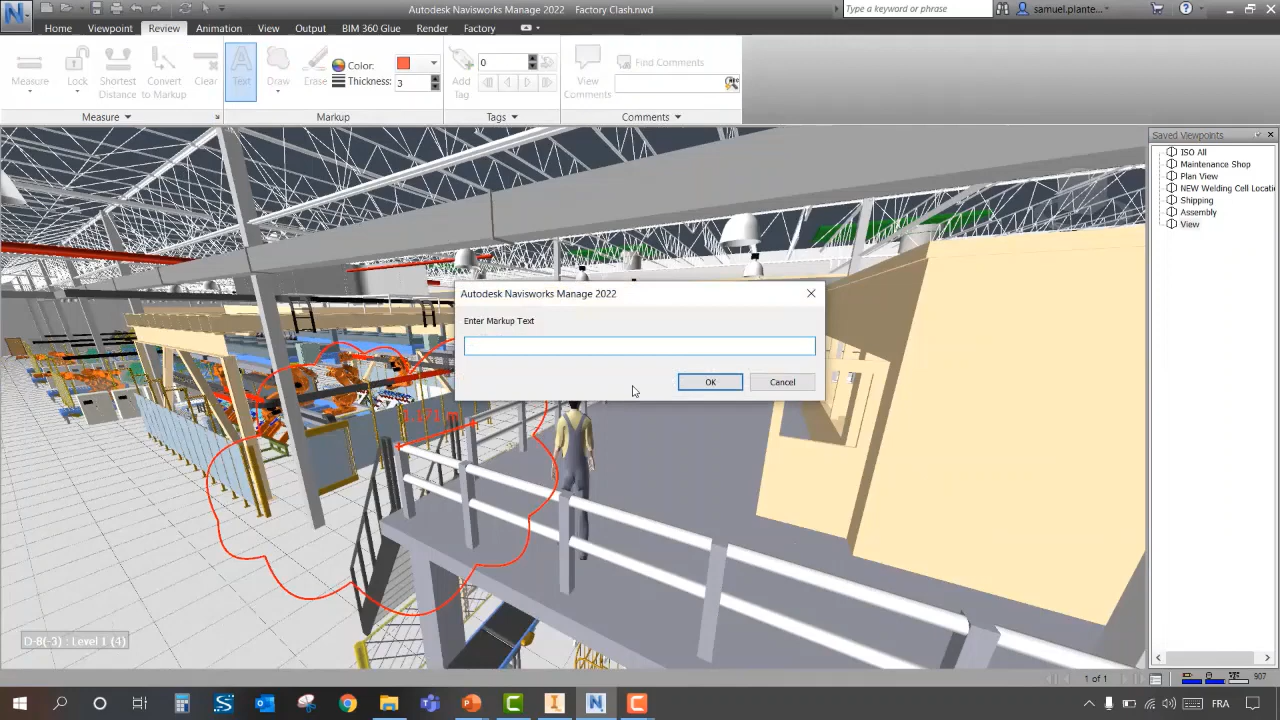 Autodesk Navisworks Manage 2022 Factory Clash.nwd
Type a keyword or phrase
samuel.plante...
Home Viewpoint Review Animation View Output BIM 360 Glue Render Factory
Measure
Lock
Shortest Distance
Convert to Markup
Clear
Text
Draw
Erase
Color:
Thickness: 3
Add Tag
0
View Comments
Find Comments
Measure
Markup
Tags
Comments
Saved Viewpoints
ISO All
Maintenance Shop
Plan View
NEW Welding Cell Locati
Shipping
Assembly
View
Autodesk Navisworks Manage 2022
Enter Markup Text
OK Cancel
D-8(-3) : Level 1 (4)
1 of 1
907
FRA